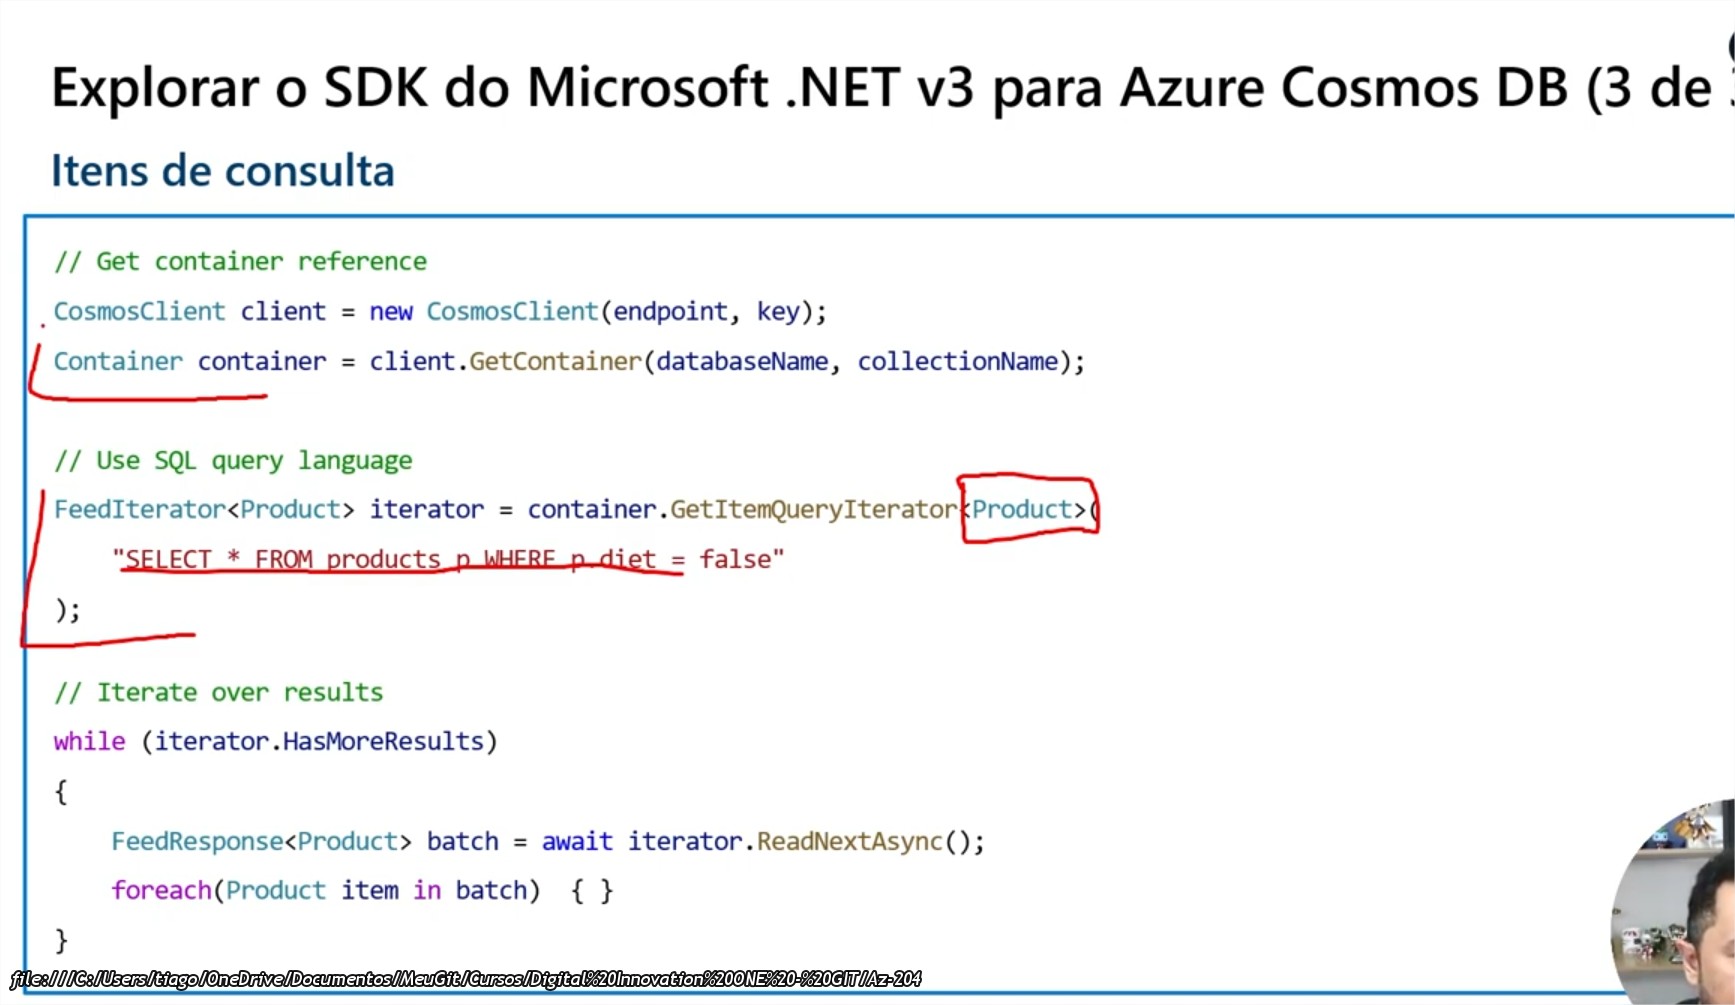 Explorar o SDK do Microsoft .NET v3 para Azure Cosmos DB (3 de
Itens de consulta
// Get container reference
CosmosClient client = new CosmosClient(endpoint, key);
Container container = client.GetContainer(databaseName, collectionName);
// Use SQL query language
FeedIterator<Product> iterator = container.GetItemQueryIterator<Product>(
"SELECT * FROM products p WHERE p.diet = false"
);
// Iterate over results
while (iterator.HasMoreResults)
{
FeedResponse<Product> batch = await iterator.ReadNextAsync();
foreach(Product item in batch) { }
}
file:///C:/Users/tiago/OneDrive/Documentos/MeuGit/Cursos/Digital%20Innovation%20ONE%20-%20GIT/Az-204